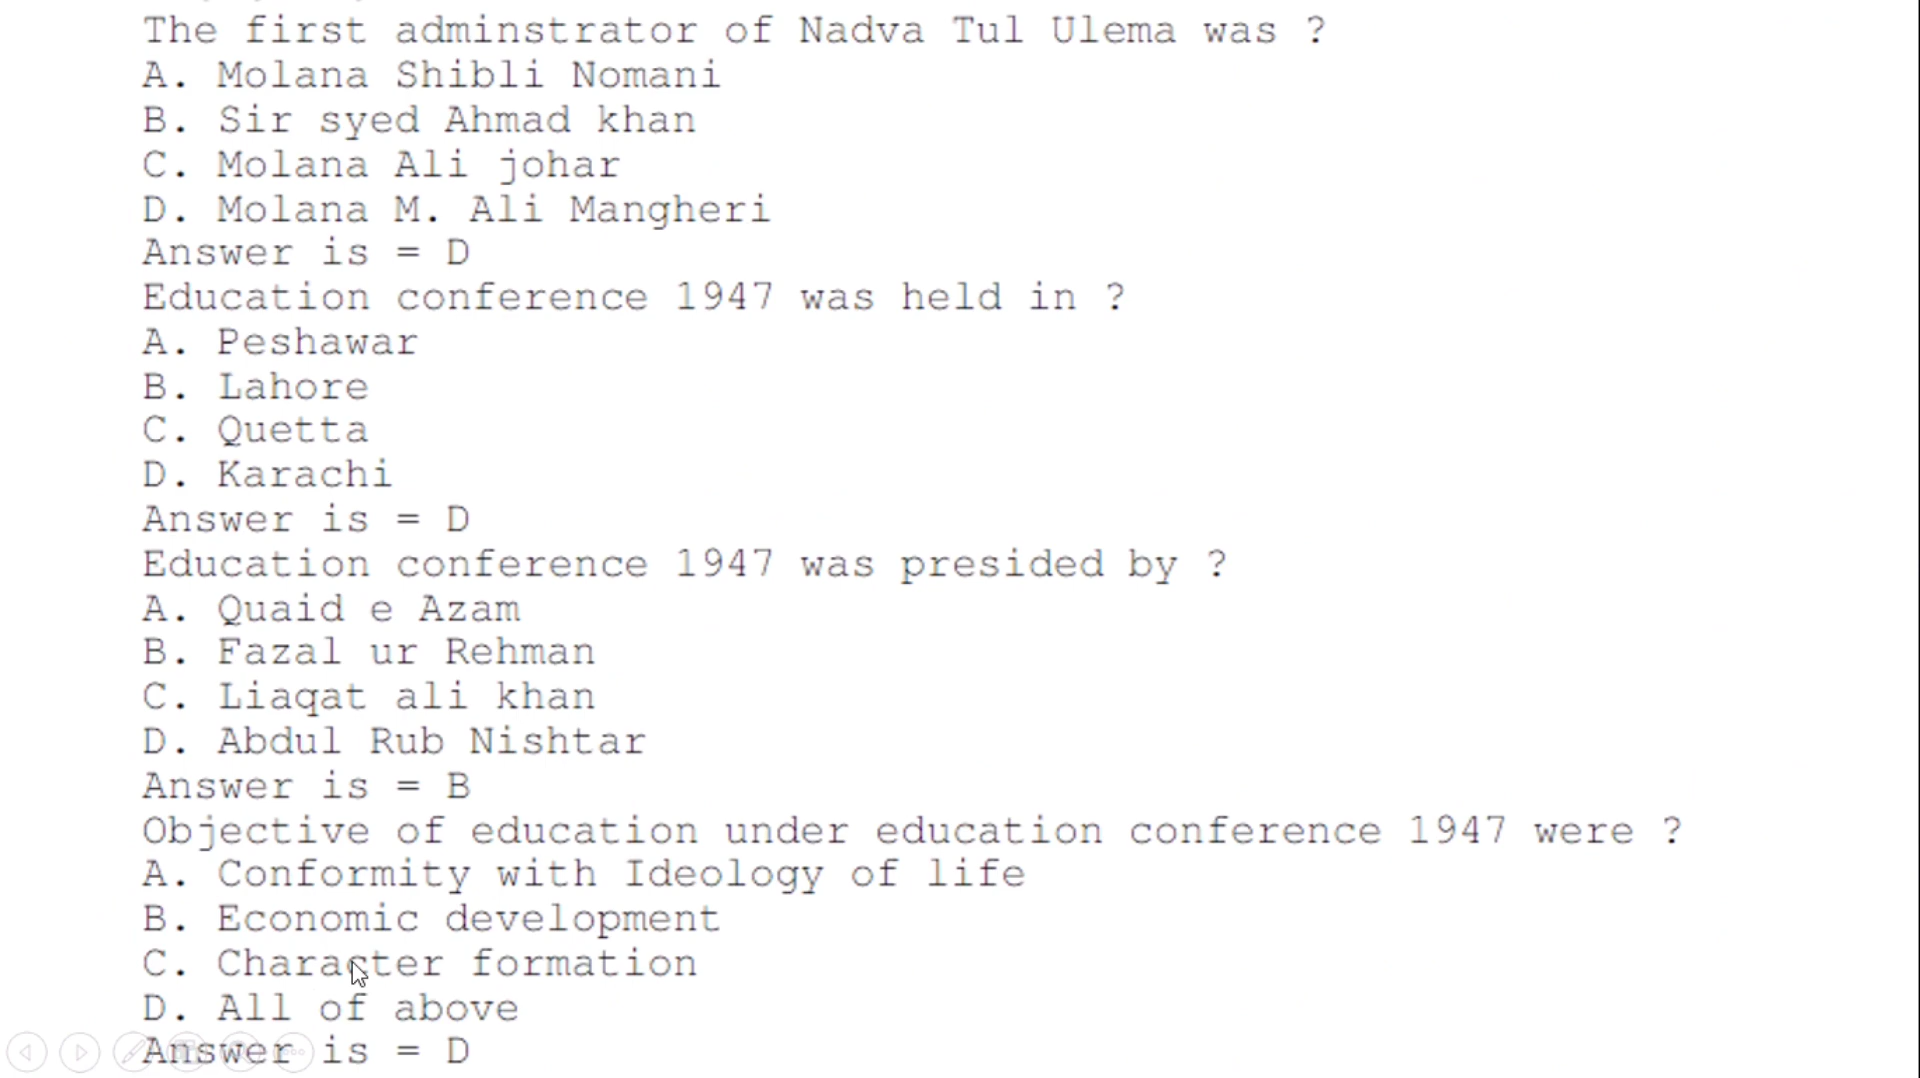 The first adminstrator of Nadva Tul Ulema was ?
A. Molana Shibli Nomani
B. Sir syed Ahmad khan
C. Molana Ali johar
D. Molana M. Ali Mangheri
Answer is = D
Education conference 1947 was held in ?
A. Peshawar
B. Lahore
C. Quetta
D. Karachi
Answer is = D
Education conference 1947 was presided by ?
A. Quaid e Azam
B. Fazal ur Rehman
C. Liaqat ali khan
D. Abdul Rub Nishtar
Answer is = B
Objective of education under education conference 1947 were ?
A. Conformity with Ideology of life
B. Economic development
C. Character formation
D. All of above
Answer is = D